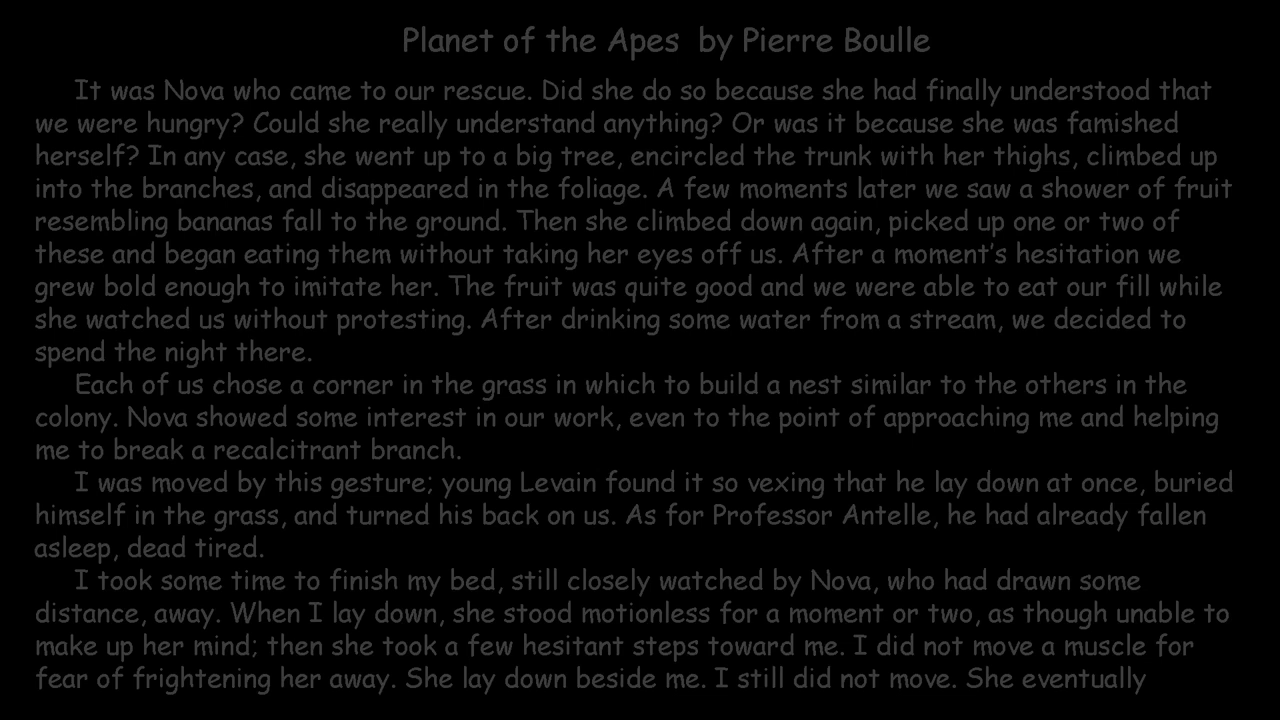 Planet of the Apes by Pierre Boulle
It was Nova who came to our rescue. Did she do so because she had finally understood that
we were hungry? Could she really understand anything? Or was it because she was famished
herself? In any case, she went up to a big tree, encircled the trunk with her thighs, climbed up
into the branches, and disappeared in the foliage. A few moments later we saw a shower of fruit
resembling bananas fall to the ground. Then she climbed down again, picked up one or two of
these and began eating them without taking her eyes off us. After a moment’s hesitation we
grew bold enough to imitate her. The fruit was quite good and we were able to eat our fill while
she watched us without protesting. After drinking some water from a stream, we decided to
spend the night there.
Each of us chose a corner in the grass in which to build a nest similar to the others in the
colony. Nova showed some interest in our work, even to the point of approaching me and helping
me to break a recalcitrant branch.
I was moved by this gesture; young Levain found it so vexing that he lay down at once, buried
himself in the grass, and turned his back on us. As for Professor Antelle, he had already fallen
asleep, dead tired.
I took some time to finish my bed, still closely watched by Nova, who had drawn some
distance, away. When I lay down, she stood motionless for a moment or two, as though unable to
make up her mind; then she took a few hesitant steps toward me. I did not move a muscle for
fear of frightening her away. She lay down beside me. I still did not move. She eventually